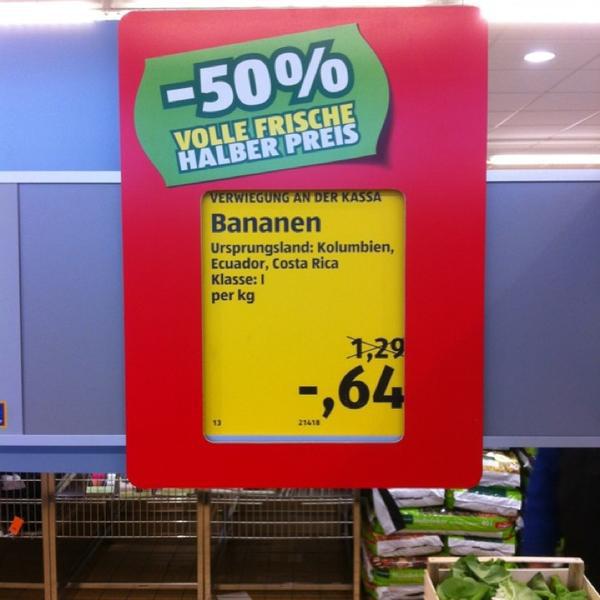 -50%
VOLLE FRISCHE
HALBER PREIS
VERWIEGUNG AN DER KASSA
Bananen
Ursprungsland: Kolumbien,
Ecuador, Costa Rica
Klasse: I
per kg
1,29
-,64
13 21418